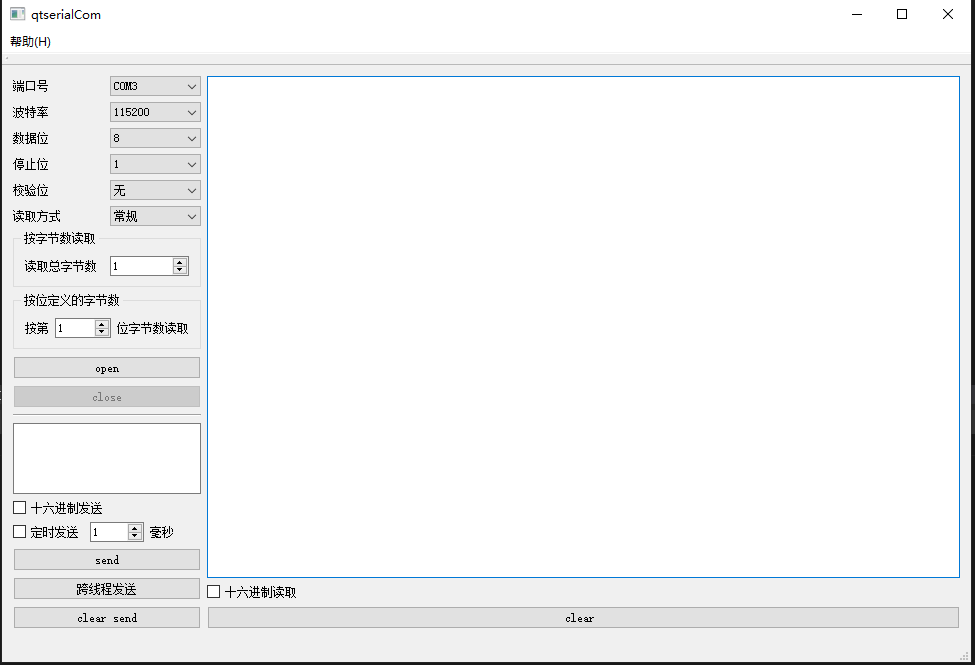 qtserialCom
帮助(H)
端口号 COM3
波特率 115200
数据位 8
停止位 1
校验位 无
读取方式 常规
按字节数读取
读取总字节数 1
按位定义的字节数
按第 1 位字节数读取
open
close
十六进制发送
定时发送 1 毫秒
send
跨线程发送
clear send
十六进制读取
clear